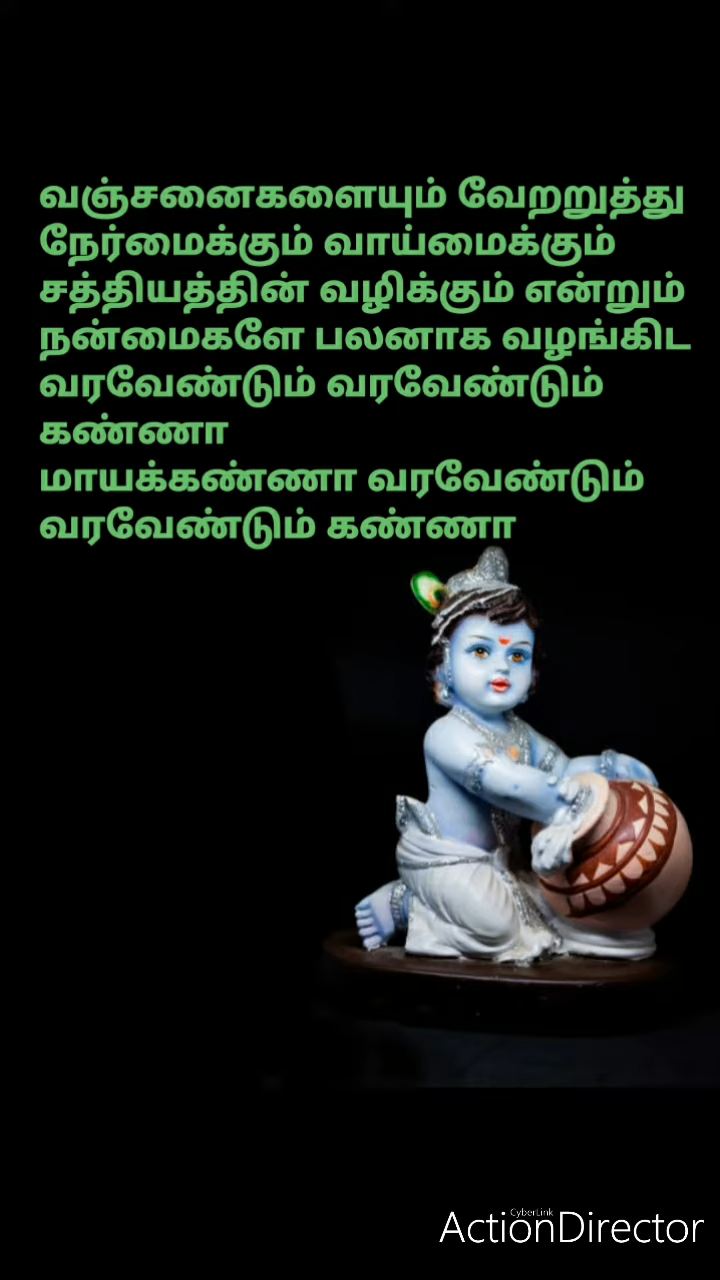 வஞ்சனைகளையும் வேறறுத்து
நேர்மைக்கும் வாய்மைக்கும்
சத்தியத்தின் வழிக்கும் என்றும்
நன்மைகளே பலனாக வழங்கிட
வரவேண்டும் வரவேண்டும்
கண்ணா
மாயக்கண்ணா வரவேண்டும்
வரவேண்டும் கண்ணா
CyberLink
ActionDirector